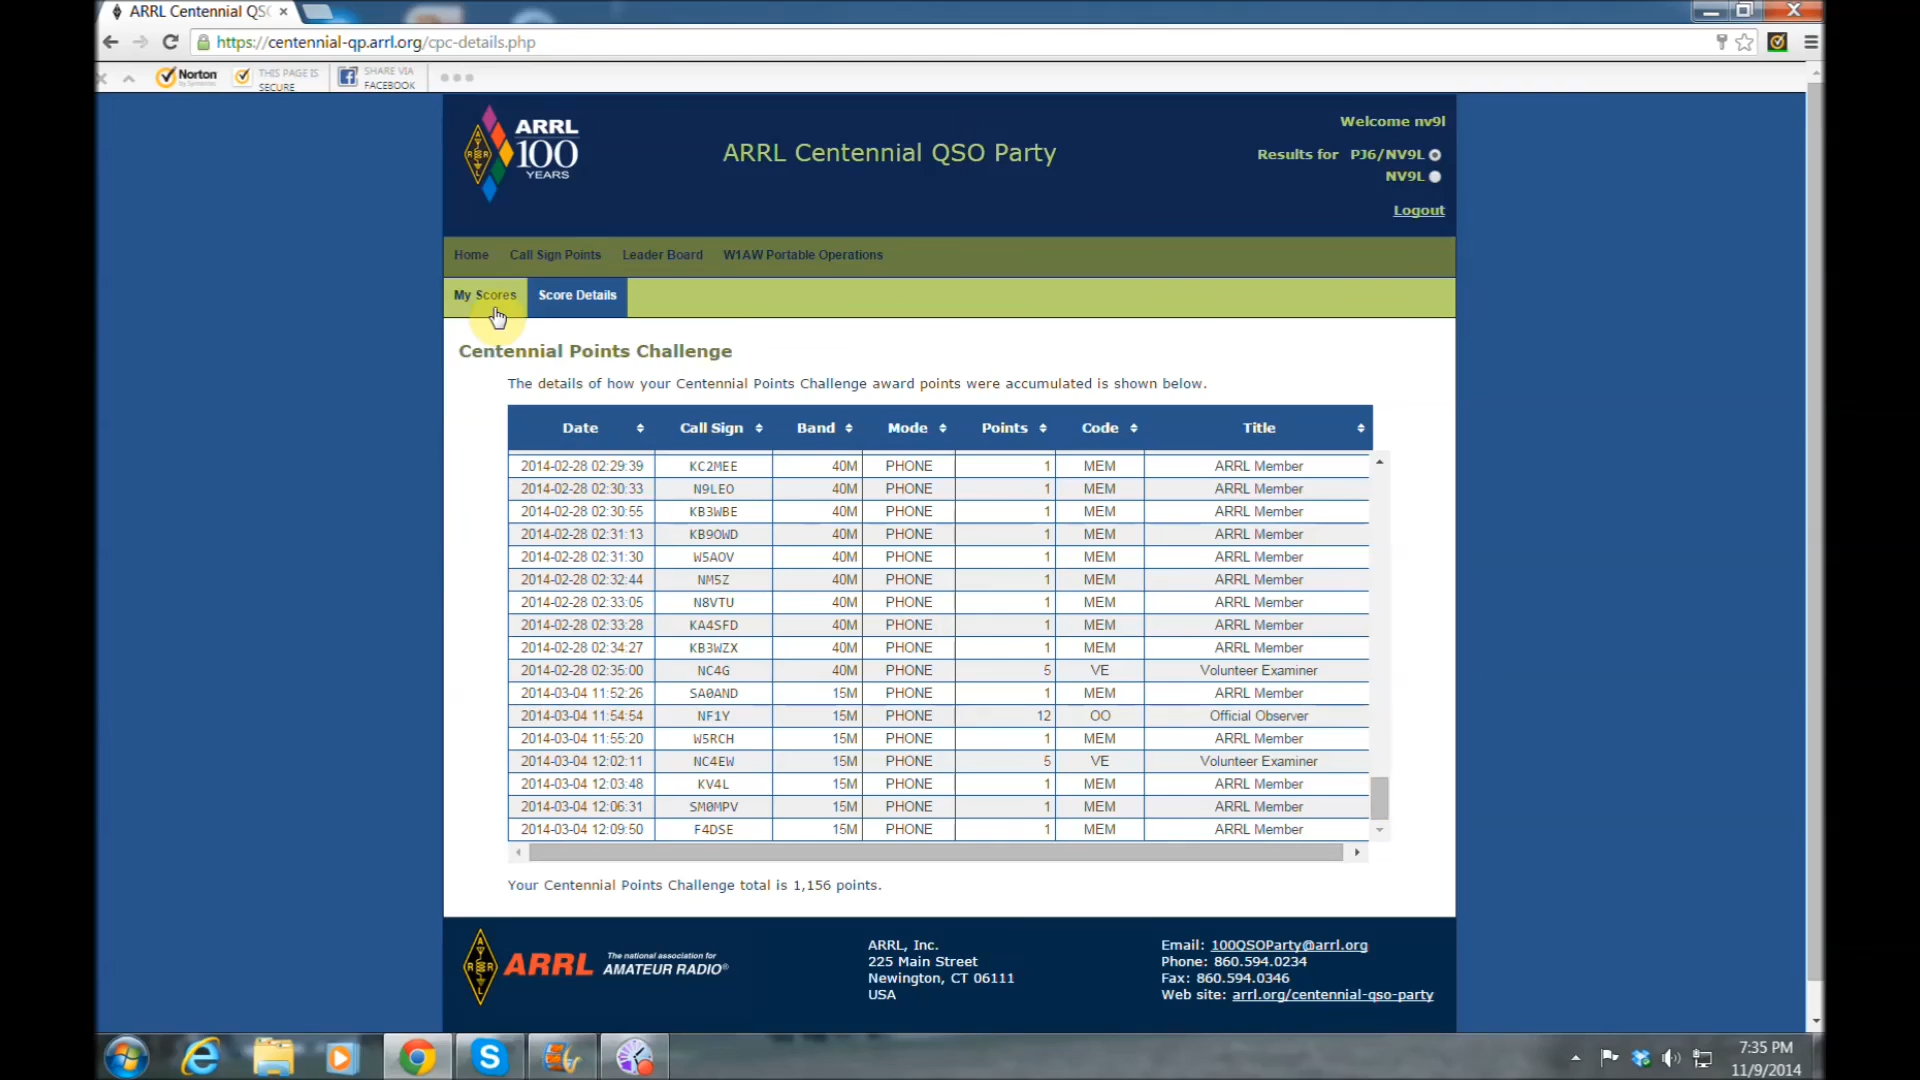 ARRL Centennial QSO
https://centennial-qp.arrl.org/cpc-details.php
Norton
by Symantec
THIS PAGE IS
SECURE
SHARE VIA
FACEBOOK
ARRL
100
YEARS
ARRL Centennial QSO Party
Welcome nv9l
Results for PJ6/NV9L
NV9L
Logout
Home Call Sign Points Leader Board W1AW Portable Operations
My Scores Score Details
Centennial Points Challenge
The details of how your Centennial Points Challenge award points were accumulated is shown below.
Date Call Sign Band Mode Points Code Title
2014-02-28 02:29:39 KC2MEE 40M PHONE 1 MEM ARRL Member
2014-02-28 02:30:33 N9LEO 40M PHONE 1 MEM ARRL Member
2014-02-28 02:30:55 KB3WBE 40M PHONE 1 MEM ARRL Member
2014-02-28 02:31:13 KB9OWD 40M PHONE 1 MEM ARRL Member
2014-02-28 02:31:30 W5AOV 40M PHONE 1 MEM ARRL Member
2014-02-28 02:32:44 NM5Z 40M PHONE 1 MEM ARRL Member
2014-02-28 02:33:05 N8VTU 40M PHONE 1 MEM ARRL Member
2014-02-28 02:33:28 KA4SFD 40M PHONE 1 MEM ARRL Member
2014-02-28 02:34:27 KB3WZX 40M PHONE 1 MEM ARRL Member
2014-02-28 02:35:00 NC4G 40M PHONE 5 VE Volunteer Examiner
2014-03-04 11:52:26 SA0AND 15M PHONE 1 MEM ARRL Member
2014-03-04 11:54:54 NF1Y 15M PHONE 12 OO Official Observer
2014-03-04 11:55:20 W5RCH 15M PHONE 1 MEM ARRL Member
2014-03-04 12:02:11 NC4EW 15M PHONE 5 VE Volunteer Examiner
2014-03-04 12:03:48 KV4L 15M PHONE 1 MEM ARRL Member
2014-03-04 12:06:31 SM0MPV 15M PHONE 1 MEM ARRL Member
2014-03-04 12:09:50 F4DSE 15M PHONE 1 MEM ARRL Member
Your Centennial Points Challenge total is 1,156 points.
ARRL The national association for
AMATEUR RADIO®
ARRL, Inc.
225 Main Street
Newington, CT 06111
USA
Email: 100QSOParty@arrl.org
Phone: 860.594.0234
Fax: 860.594.0346
Web site: arrl.org/centennial-qso-party
7:35 PM
11/9/2014